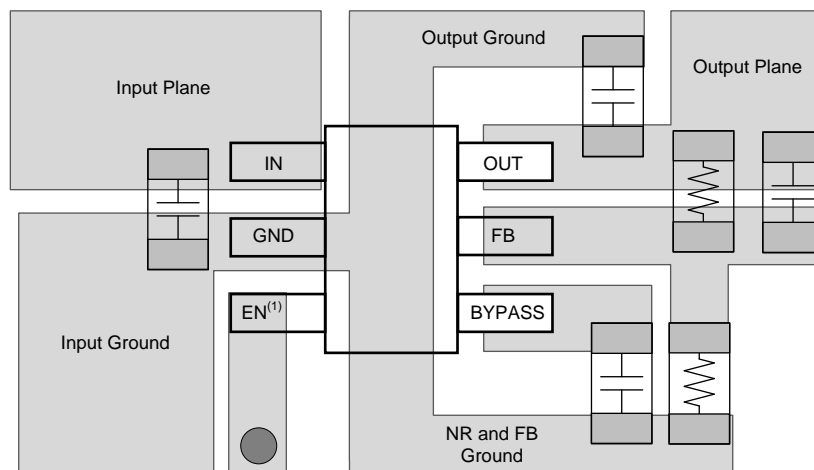 Output Ground
Output Plane
Input Plane
IN
OUT
GND
FB
EN(1)
BYPASS
Input Ground
NR and FB
Ground